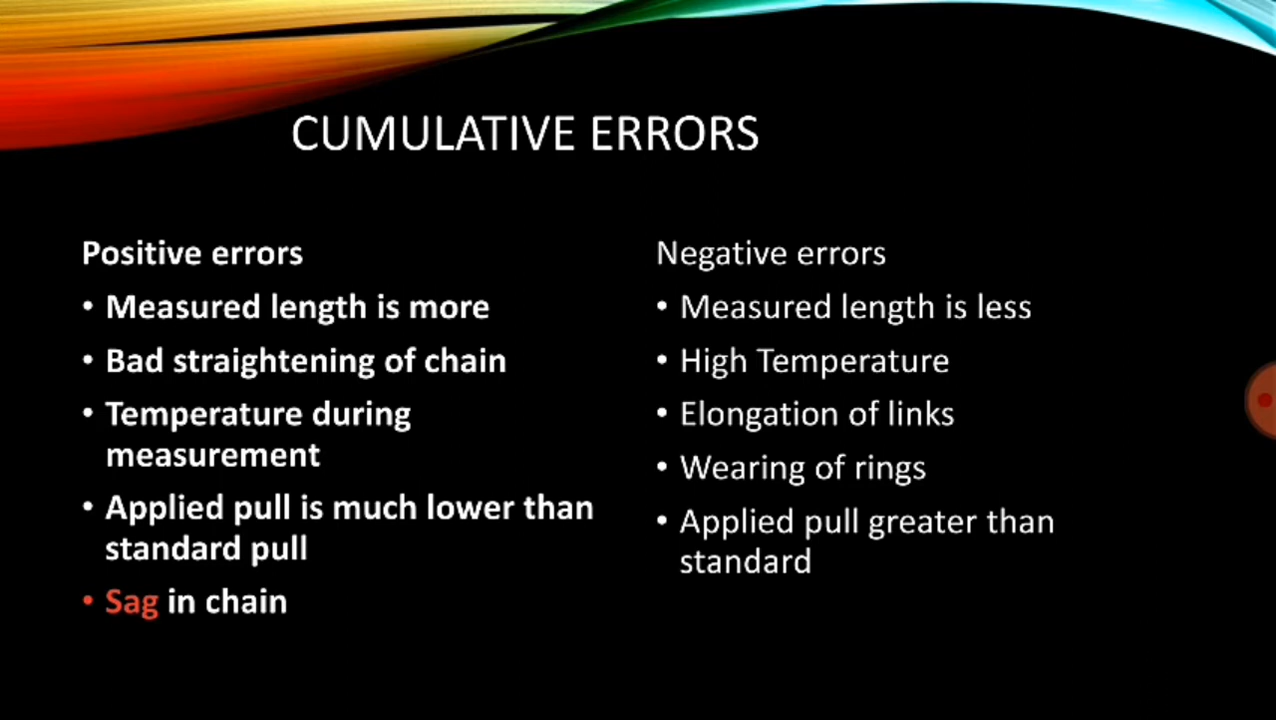 CUMULATIVE ERRORS
Positive errors
• Measured length is more
• Bad straightening of chain
• Temperature during
measurement
• Applied pull is much lower than
standard pull
• Sag in chain
Negative errors
• Measured length is less
• High Temperature
• Elongation of links
• Wearing of rings
• Applied pull greater than
standard